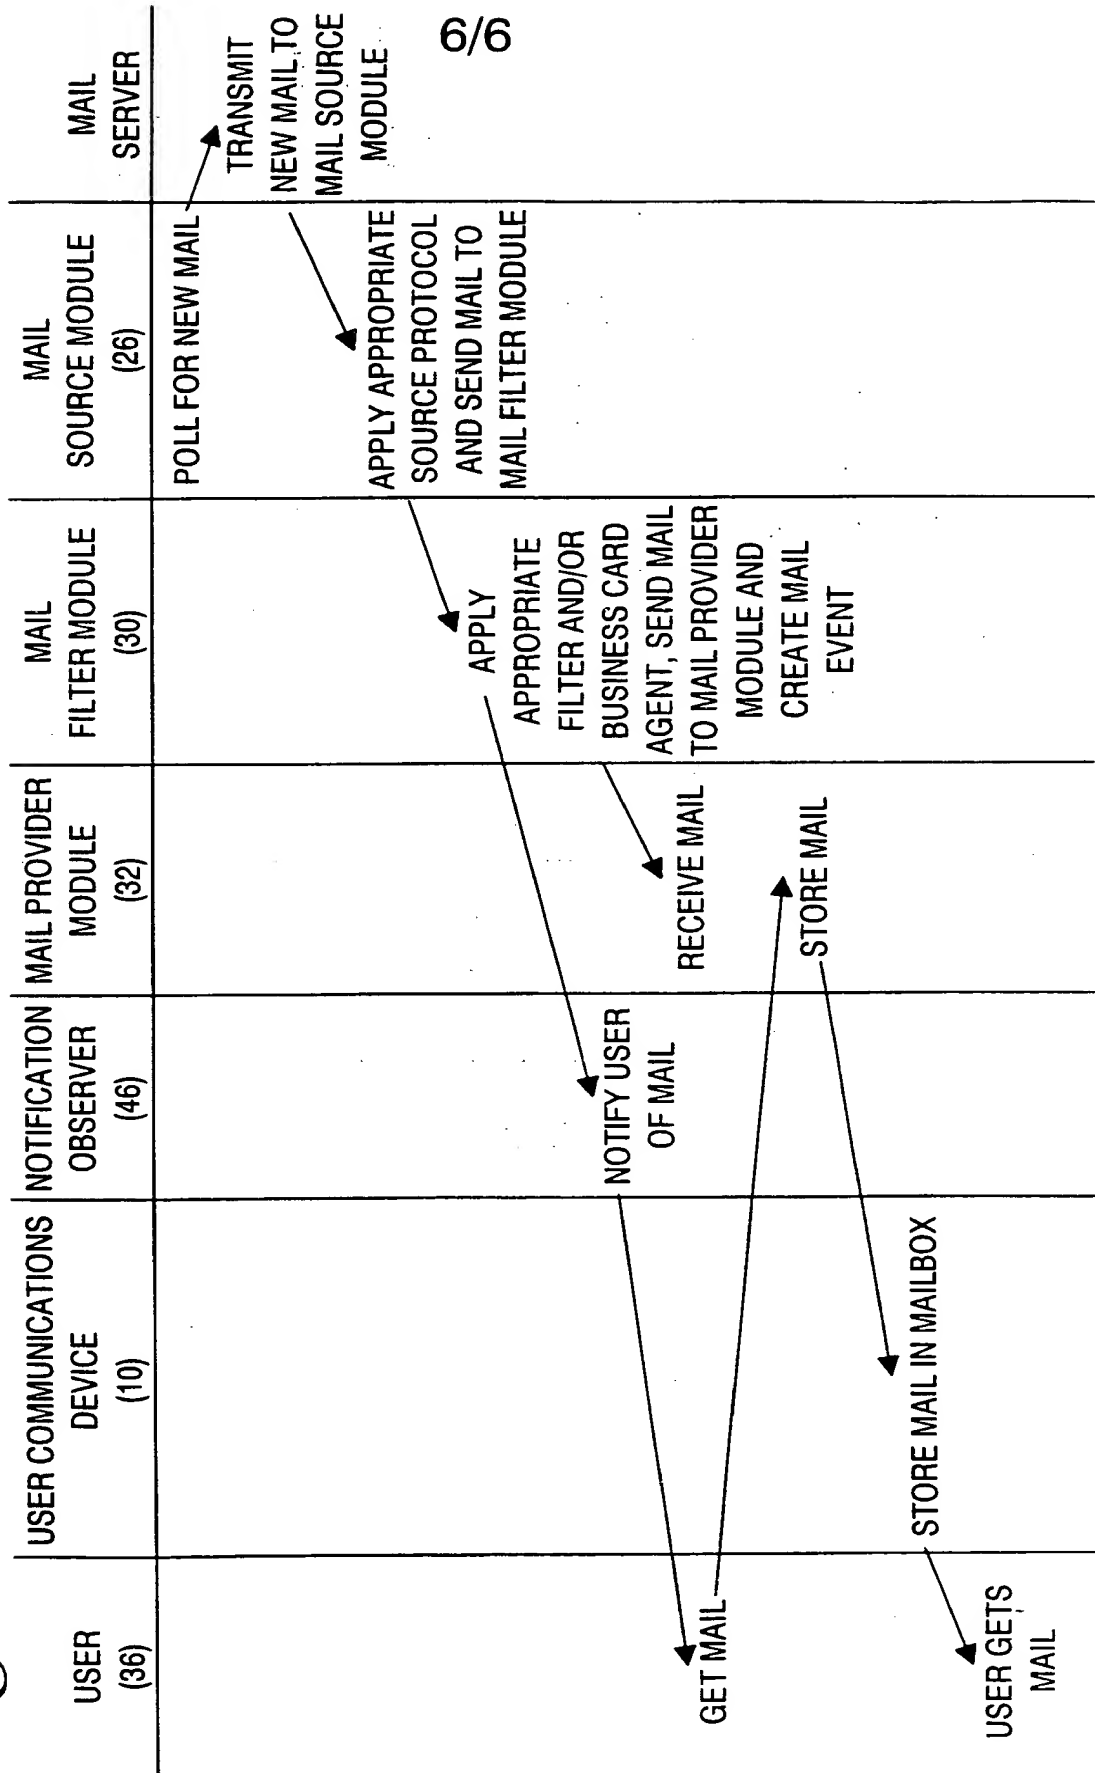 6/6
USER
(36)
USER COMMUNICATIONS
DEVICE
(10)
NOTIFICATION
OBSERVER
(46)
MAIL PROVIDER
MODULE
(32)
MAIL
FILTER MODULE
(30)
MAIL
SOURCE MODULE
(26)
MAIL
SERVER
POLL FOR NEW MAIL
TRANSMIT
NEW MAIL TO
MAIL SOURCE
MODULE
APPLY APPROPRIATE
SOURCE PROTOCOL
AND SEND MAIL TO
MAIL FILTER MODULE
APPLY
APPROPRIATE
FILTER AND/OR
BUSINESS CARD
AGENT, SEND MAIL
TO MAIL PROVIDER
MODULE AND
CREATE MAIL
EVENT
NOTIFY USER
OF MAIL
RECEIVE MAIL
GET MAIL
STORE MAIL
STORE MAIL IN MAILBOX
USER GETS
MAIL